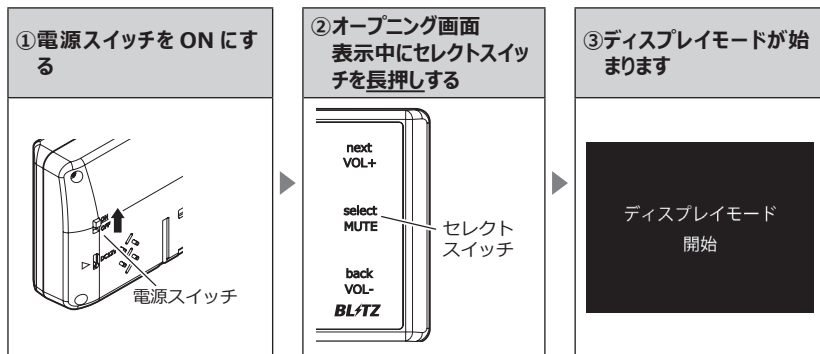 ①電源スイッチを ON にす
る
ON
OFF
DC12V
電源スイッチ
②オープニング画面
表示中にセレクトスイッ
チを長押しする
next
VOL+
select
MUTE
back
VOL-
BLITZ
セレクト
スイッチ
③ディスプレイモードが始
まります
ディスプレイモード
開始